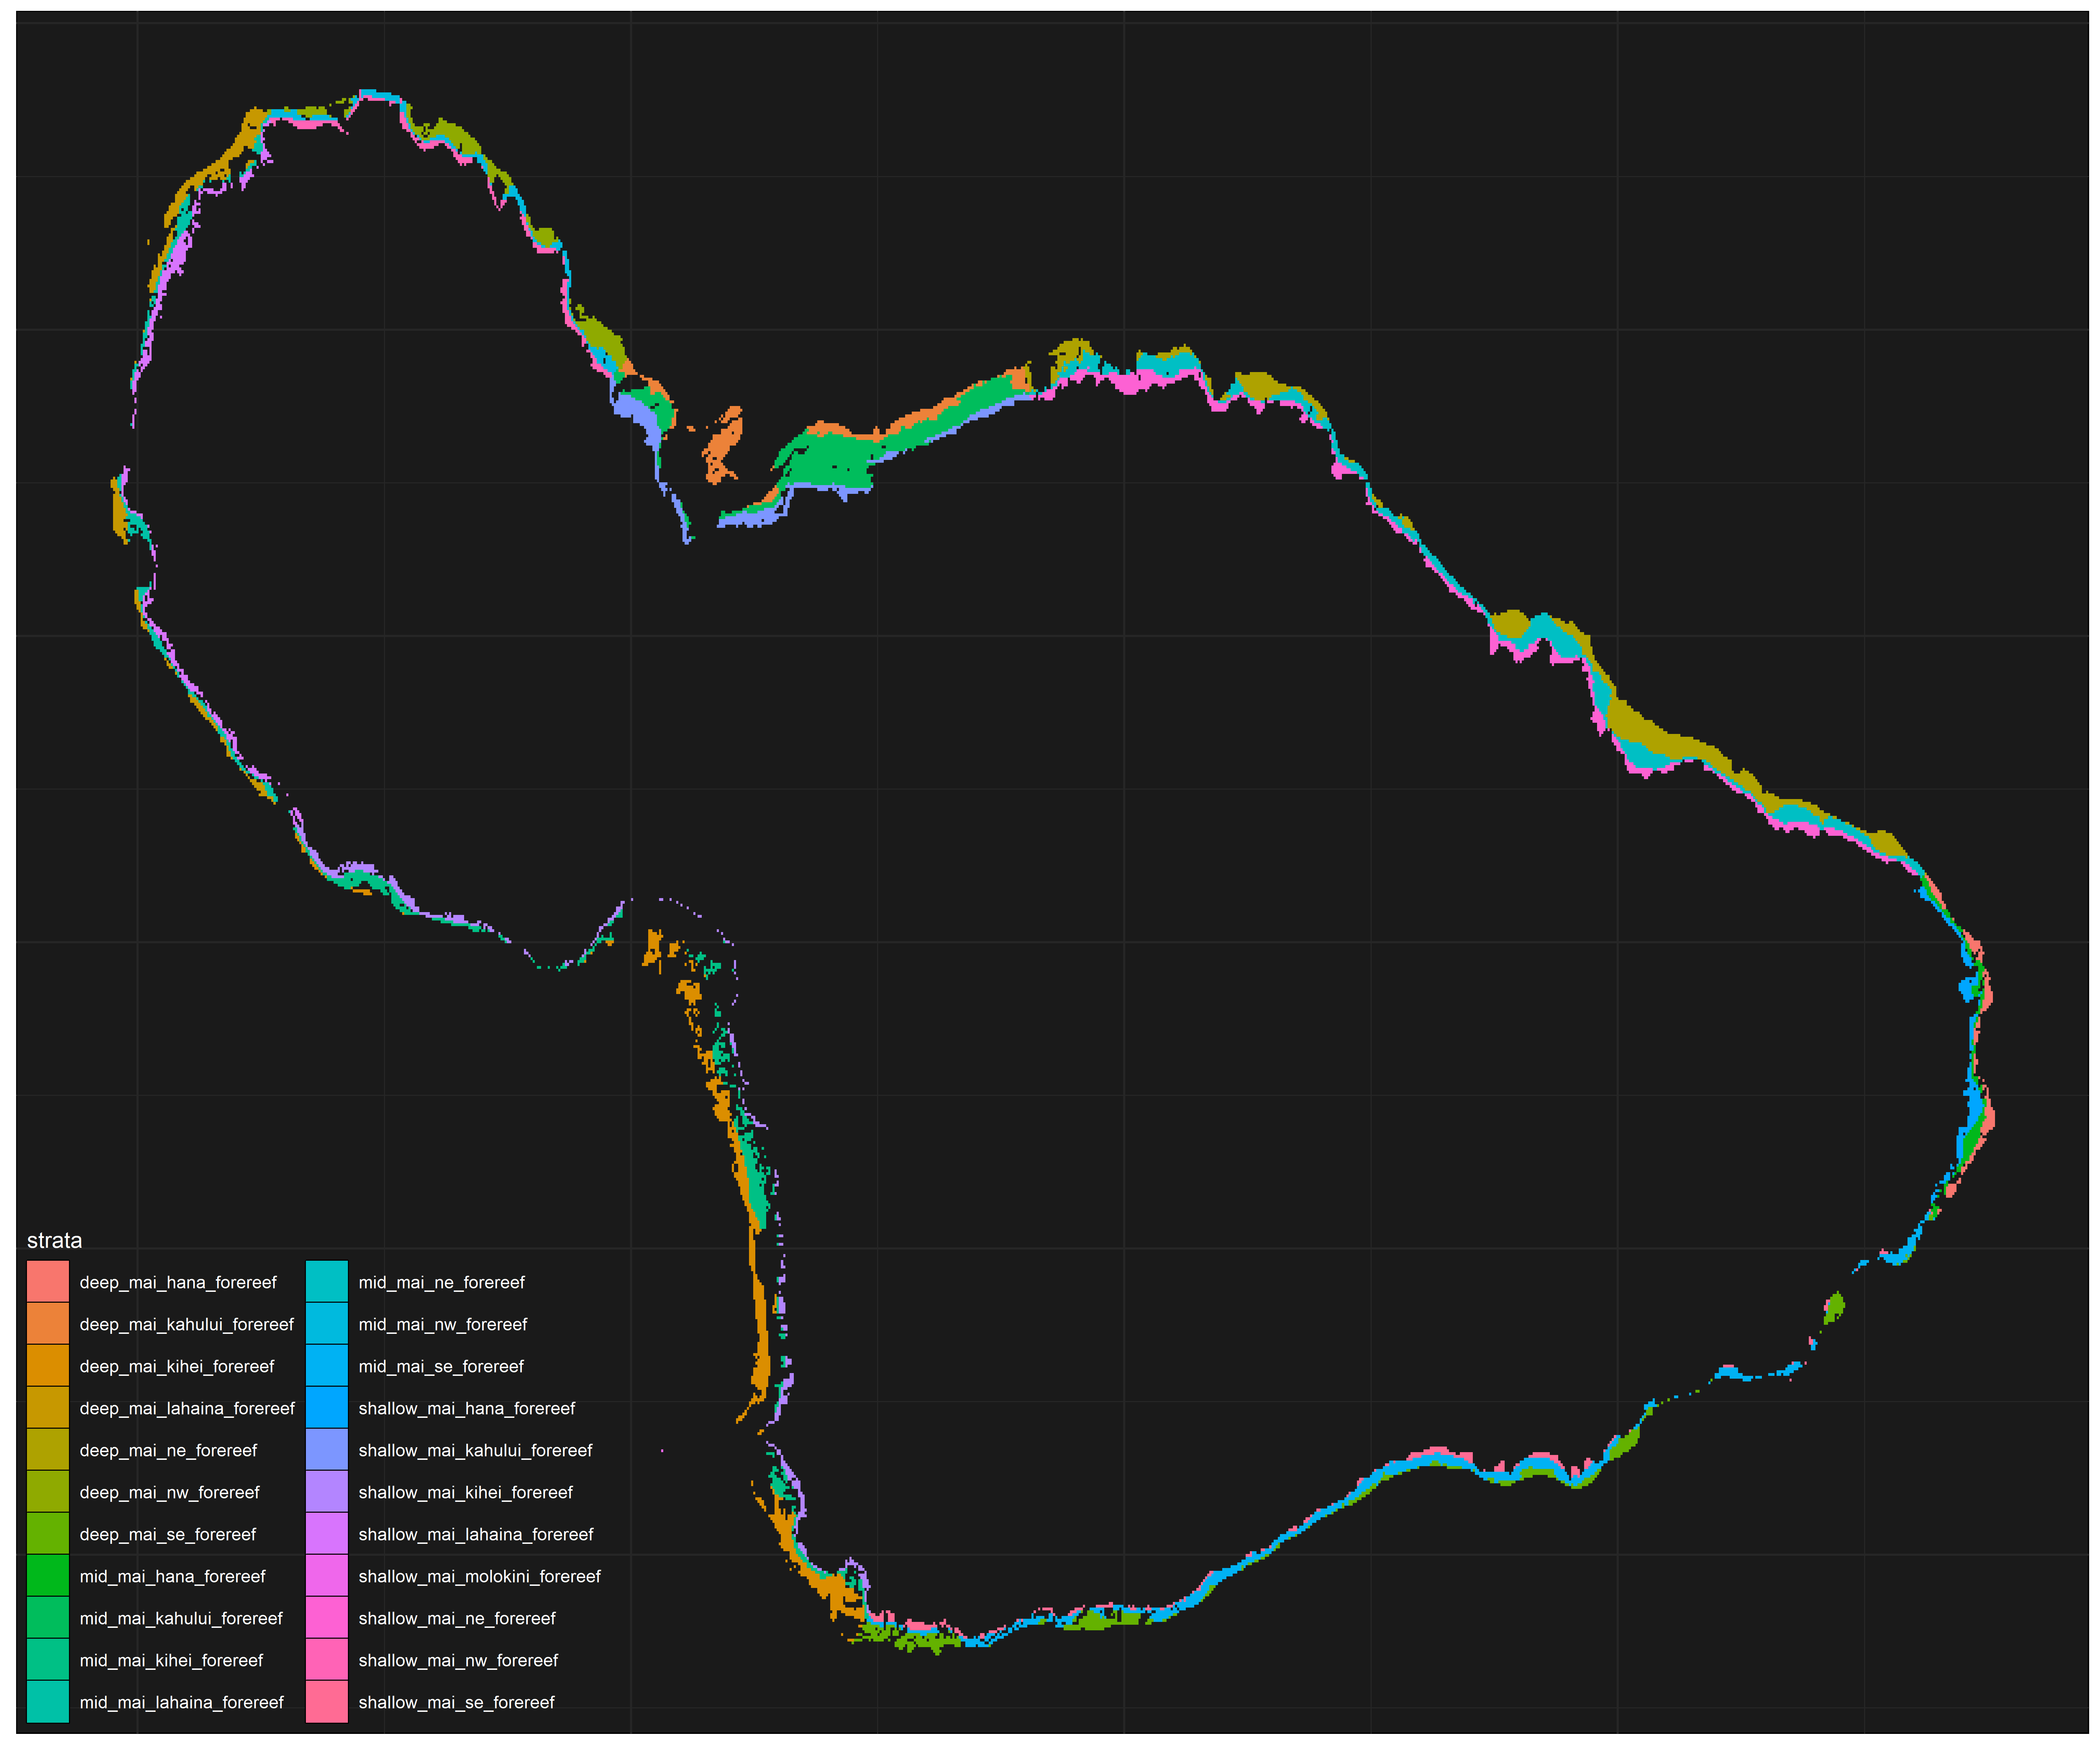 strata
deep_mai_hana_forereef
deep_mai_kahului_forereef
deep_mai_kihei_forereef
deep_mai_lahaina_forereef
deep_mai_ne_forereef
deep_mai_nw_forereef
deep_mai_se_forereef
mid_mai_hana_forereef
mid_mai_kahului_forereef
mid_mai_kihei_forereef
mid_mai_lahaina_forereef
mid_mai_ne_forereef
mid_mai_nw_forereef
mid_mai_se_forereef
shallow_mai_hana_forereef
shallow_mai_kahului_forereef
shallow_mai_kihei_forereef
shallow_mai_lahaina_forereef
shallow_mai_molokini_forereef
shallow_mai_ne_forereef
shallow_mai_nw_forereef
shallow_mai_se_forereef